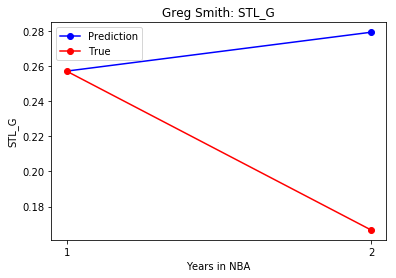 Greg Smith: STL_G
Prediction
True
STL_G
0.28
0.26
0.24
0.22
0.20
0.18
1
2
Years in NBA